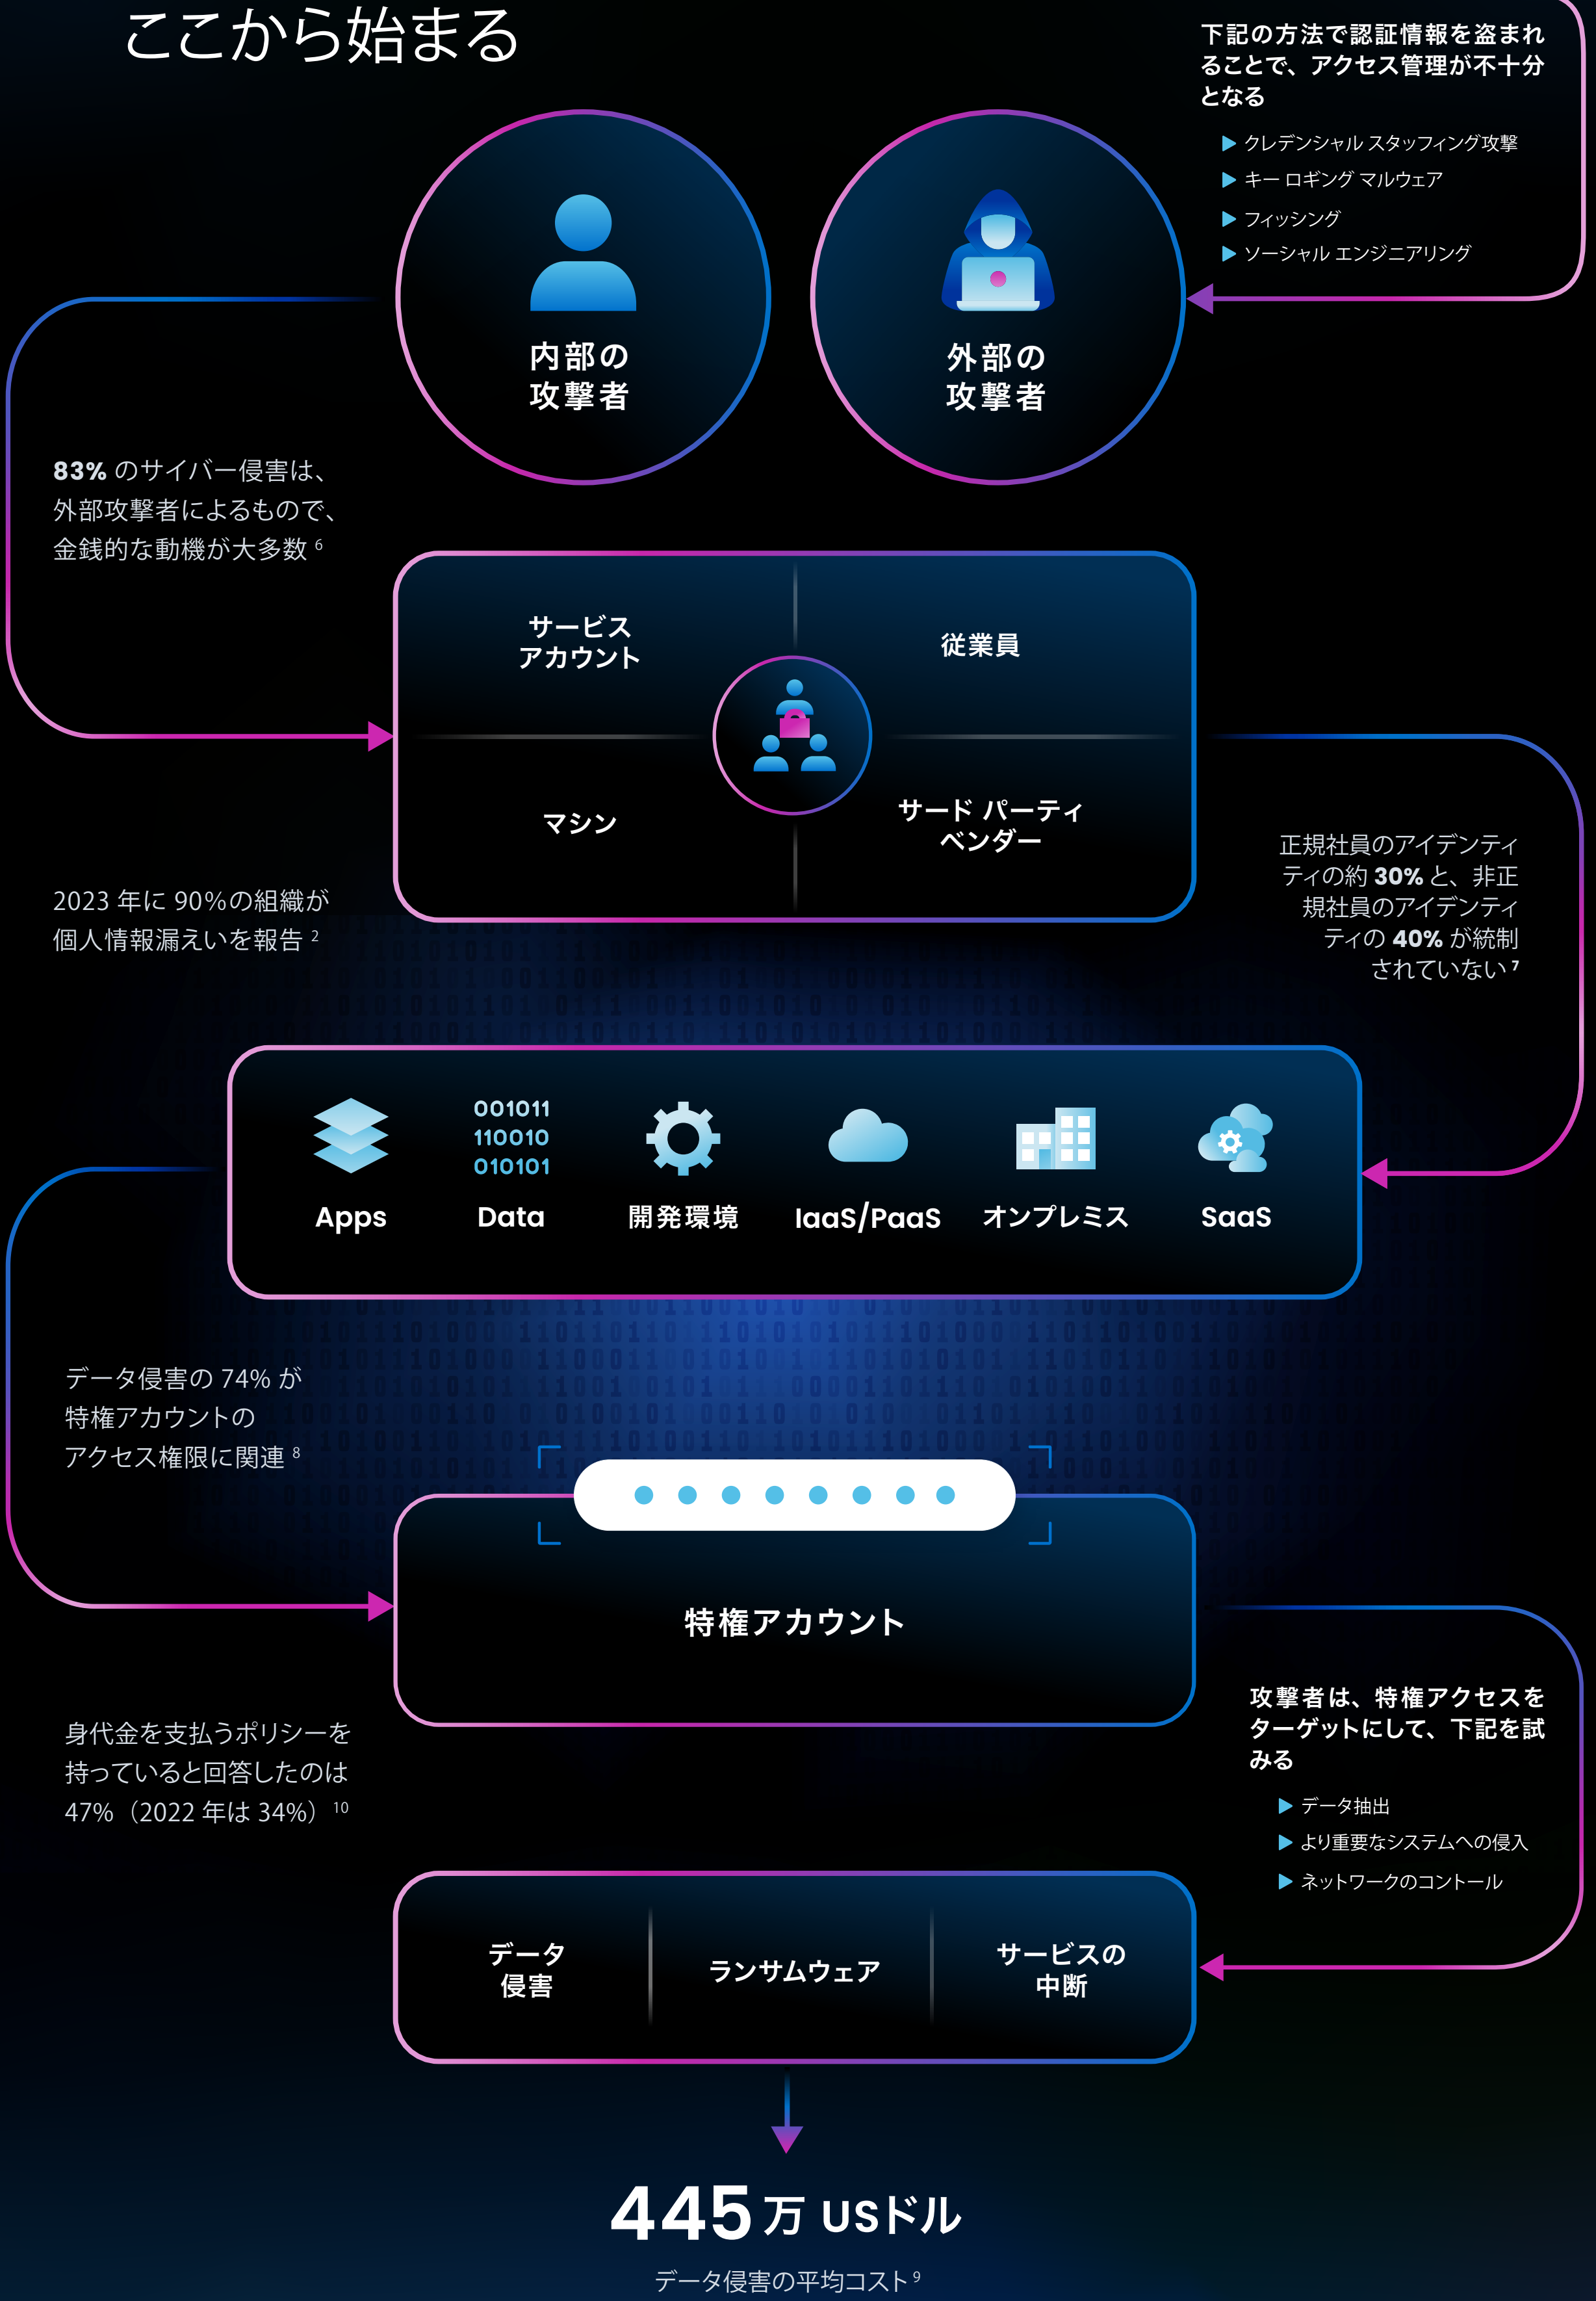 ここから始まる
下記の方法で認証情報を盗まれ
ることで、アクセス管理が不十分
となる
クレデンシャル スタッフィング攻撃
キー ロギング マルウェア
フィッシング
ソーシャル エンジニアリング
内部の
攻撃者
外部の
攻撃者
83% のサイバー侵害は、
外部攻撃者によるもので、
金銭的な動機が大多数 6
サービス
アカウント
従業員
マシン
サード パーティ
ベンダー
2023 年に 90%の組織が
個人情報漏えいを報告 2
正規社員のアイデンティ
ティの約 30% と、非正
規社員のアイデンティ
ティの 40% が統制
されていない 7
001011
110010
010101
Apps
Data
開発環境
IaaS/PaaS
オンプレミス
SaaS
データ侵害の 74% が
特権アカウントの
アクセス権限に関連 8
特権アカウント
身代金を支払うポリシーを
持っていると回答したのは
47%（2022 年は 34%） 10
攻撃者は、特権アクセスを
ターゲットにして、下記を試
みる
データ抽出
より重要なシステムへの侵入
ネットワークのコントール
データ
侵害
ランサムウェア
サービスの
中断
445 万 USドル
データ侵害の平均コスト 9